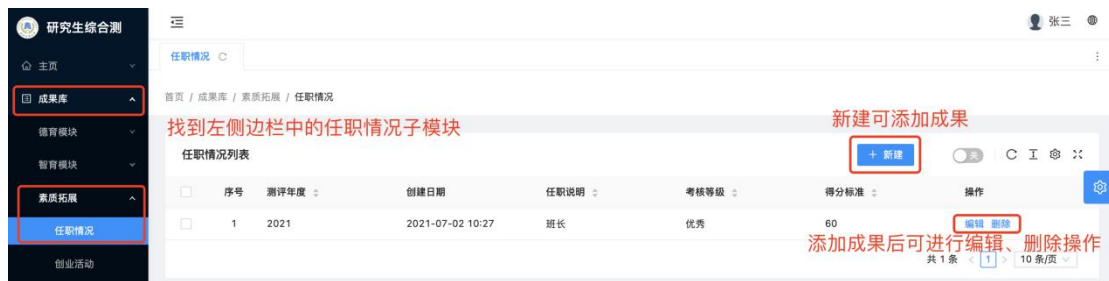 研究生综合测
张三
主页
任职情况
成果库
首页 / 成果库 / 素质拓展 / 任职情况
德育模块
找到左侧边栏中的任职情况子模块
新建可添加成果
智育模块
任职情况列表
+ 新建
关
素质拓展
序号 测评年度 创建日期 任职说明 考核等级 得分标准 操作
任职情况
1 2021 2021-07-02 10:27 班长 优秀 60 编辑 删除
添加成果后可进行编辑、删除操作
创业活动
共 1 条 < 1 > 10 条/页